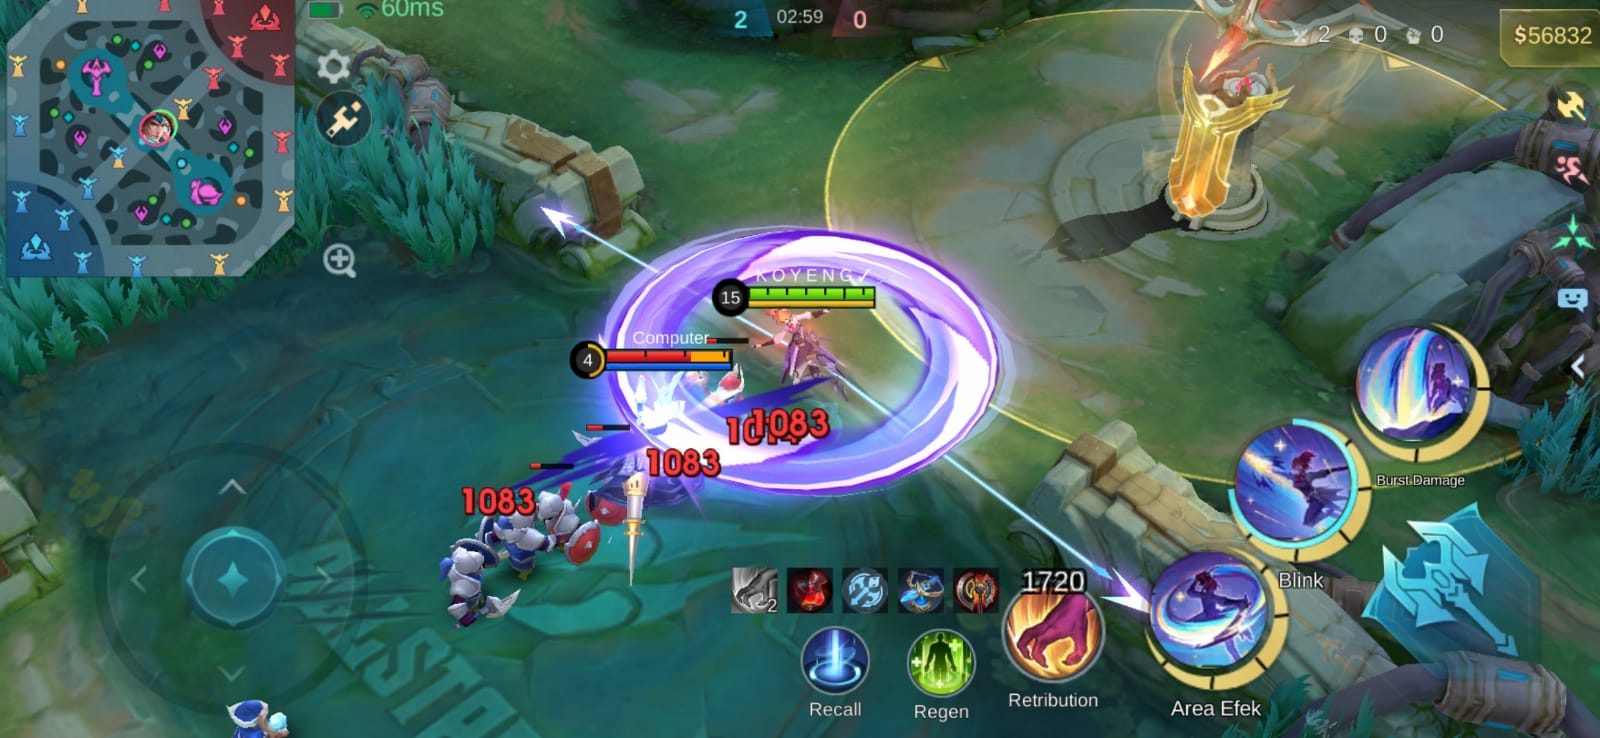 60ms
2 02:59 0
2 0 0
$56832
KOYENG✓
15
Computer
4
1083
1083
1083
2
1720
Burst Damage
Blink
Recall
Regen
Retribution
Area Efek